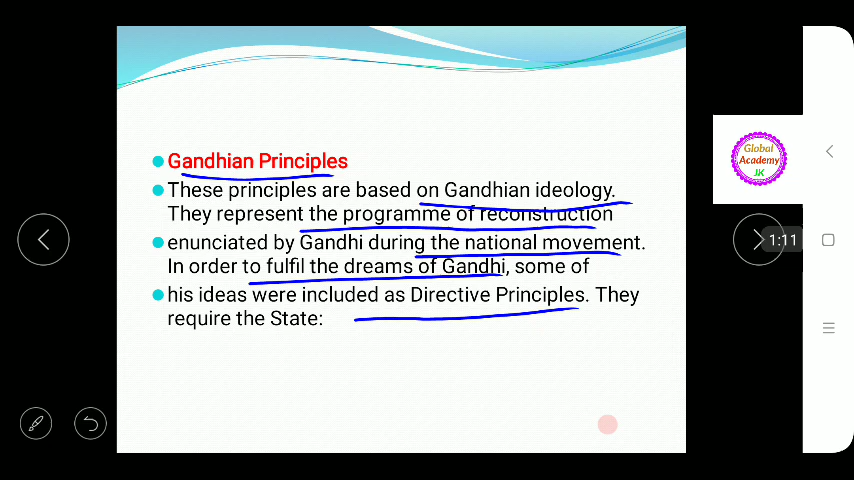 Gandhian Principles
These principles are based on Gandhian ideology.
They represent the programme of reconstruction
enunciated by Gandhi during the national movement.
In order to fulfil the dreams of Gandhi, some of
his ideas were included as Directive Principles. They
require the State:
Global
Academy
JK
1:11